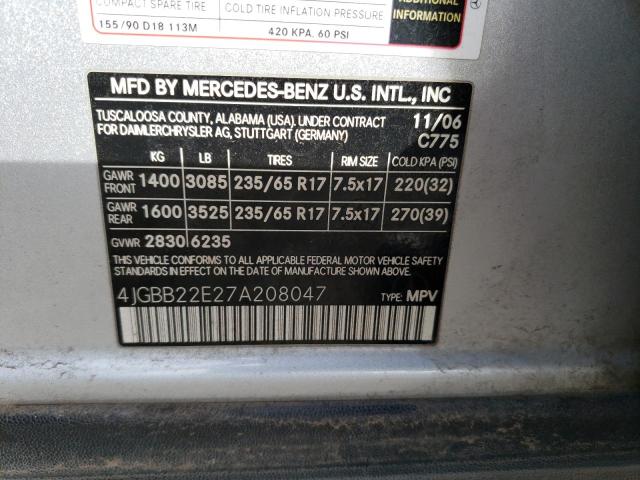 COMPACT SPARE TIRE COLD TIRE INFLATION PRESSURE ADDITIONAL
INFORMATION
155/90 D18 113M 420 KPA. 60 PSI
MFD BY MERCEDES-BENZ U.S. INTL., INC
TUSCALOOSA COUNTY, ALABAMA (USA). UNDER CONTRACT 11/06
FOR DAIMLERCHRYSLER AG, STUTTGART (GERMANY) C775
KG LB TIRES RIM SIZE COLD KPA (PSI)
GAWR FRONT 1400 3085 235/65 R17 7.5x17 220(32)
GAWR REAR 1600 3525 235/65 R17 7.5x17 270(39)
GVWR 2830 6235
THIS VEHICLE CONFORMS TO ALL APPLICABLE FEDERAL MOTOR VEHICLE SAFETY
STANDARDS IN EFFECT ON THE DATE OF MANUFACTURE SHOWN ABOVE.
4JGBB22E27A208047 TYPE: MPV